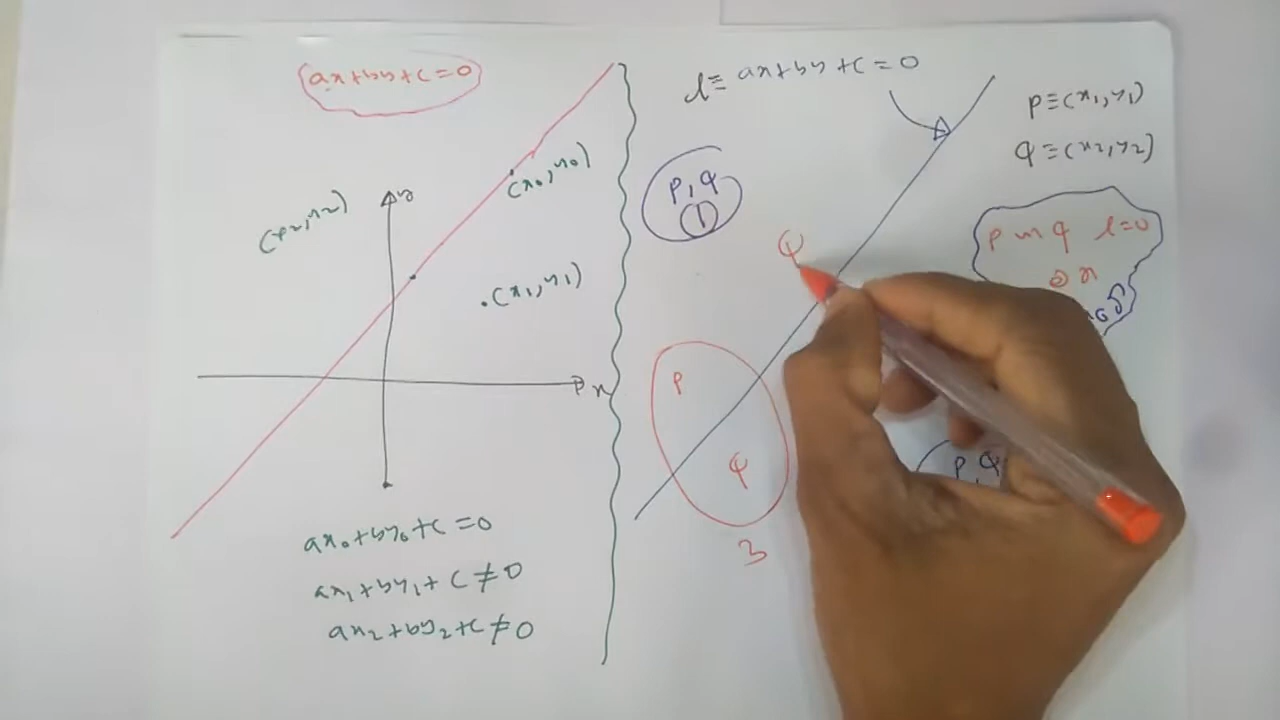 ax+by+c=0
(x₀,y₀)
(x₂,y₂)
y
.(x₁,y₁)
x
ax₀+by₀+c=0
ax₁+by₁+c≠0
ax₂+by₂+c≠0
l≡ ax+by+c=0
P≡(x₁,y₁)
Q≡(x₂,y₂)
P,Q
①
Q
P
Q
3
l=0
P,Q